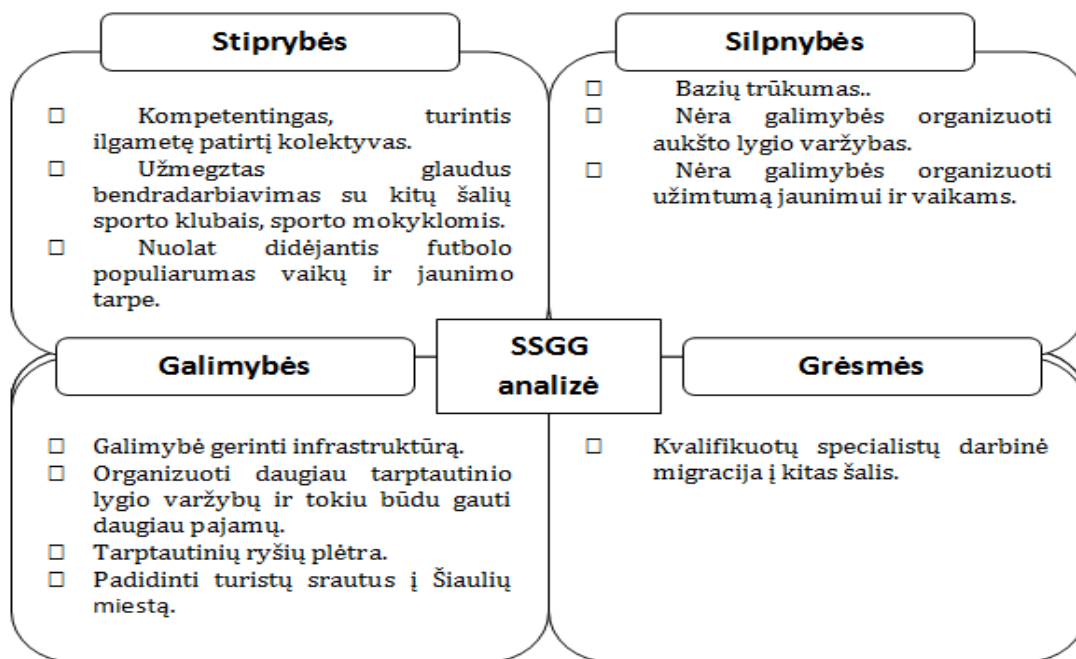 Stiprybės
☐ Kompetentingas, turintis
ilgametę patirtį kolektyvas.
☐ Užmegztas glaudus
bendradarbiavimas su kitų šalių
sporto klubais, sporto mokyklomis.
☐ Nuolat didėjantis futbolo
populiarumas vaikų ir jaunimo
tarpe.
Silpnybės
☐ Bazių trūkumas..
☐ Nėra galimybės organizuoti
aukšto lygio varžybas.
☐ Nėra galimybės organizuoti
užimtumą jaunimui ir vaikams.
SSGG
analizė
Galimybės
☐ Galimybė gerinti infrastruktūrą.
☐ Organizuoti daugiau tarptautinio
lygio varžybų ir tokiu būdu gauti
daugiau pajamų.
☐ Tarptautinių ryšių plėtra.
☐ Padidinti turistų srautus į Šiaulių
miestą.
Grėsmės
☐ Kvalifikuotų specialistų darbinė
migracija į kitas šalis.